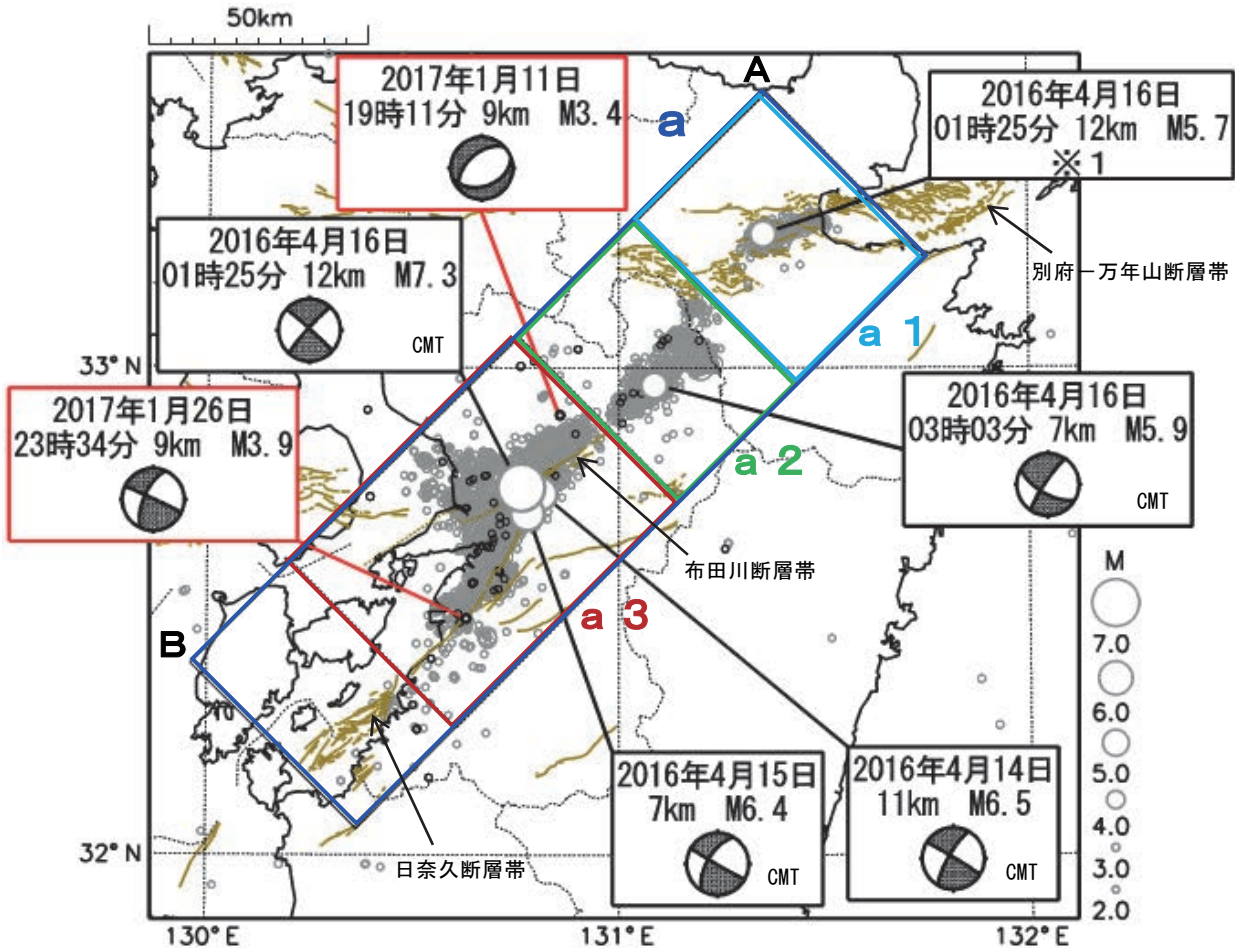 50km
2017年1月11日
19時11分 9km M3.4
A
a
2016年4月16日
01時25分 12km M5.7
※1
2016年4月16日
01時25分 12km M7.3
CMT
別府－万年山断層帯
a 1
33°N
2017年1月26日
23時34分 9km M3.9
2016年4月16日
03時03分 7km M5.9
CMT
a 2
布田川断層帯
a 3
B
M
7.0
6.0
5.0
4.0
3.0
2.0
2016年4月15日
7km M6.4
CMT
2016年4月14日
11km M6.5
CMT
32°N
日奈久断層帯
130°E
131°E
132°E